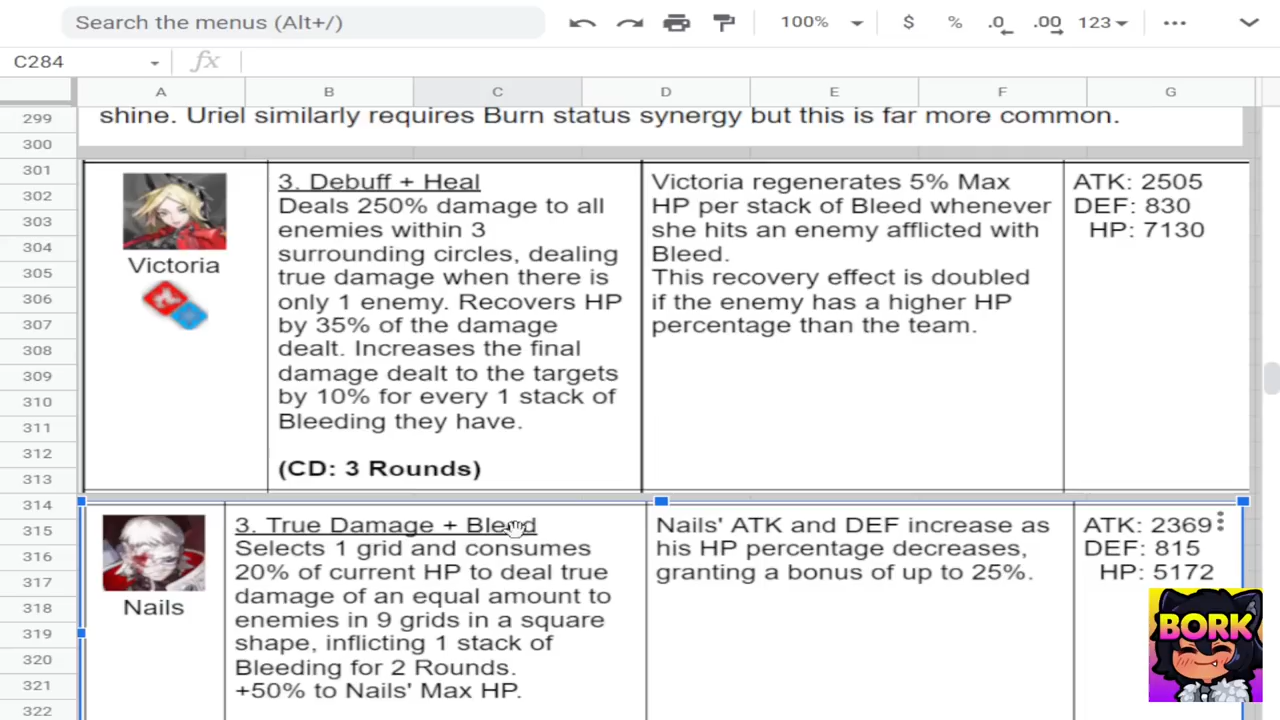 Search the menus (Alt+/)
100%
$
%
.0
.00
123
C284
fx
A
B
C
D
E
F
G
299
300
301
302
303
304
305
306
307
308
309
310
311
312
313
314
315
316
317
318
319
320
321
322
shine. Uriel similarly requires Burn status synergy but this is far more common.
Victoria
3. Debuff + Heal
Deals 250% damage to all
enemies within 3
surrounding circles, dealing
true damage when there is
only 1 enemy. Recovers HP
by 35% of the damage
dealt. Increases the final
damage dealt to the targets
by 10% for every 1 stack of
Bleeding they have.
(CD: 3 Rounds)
Victoria regenerates 5% Max
HP per stack of Bleed whenever
she hits an enemy afflicted with
Bleed.
This recovery effect is doubled
if the enemy has a higher HP
percentage than the team.
ATK: 2505
DEF: 830
HP: 7130
Nails
3. True Damage + Bleed
Selects 1 grid and consumes
20% of current HP to deal true
damage of an equal amount to
enemies in 9 grids in a square
shape, inflicting 1 stack of
Bleeding for 2 Rounds.
+50% to Nails' Max HP.
Nails' ATK and DEF increase as
his HP percentage decreases,
granting a bonus of up to 25%.
ATK: 2369
DEF: 815
HP: 5172
BORK